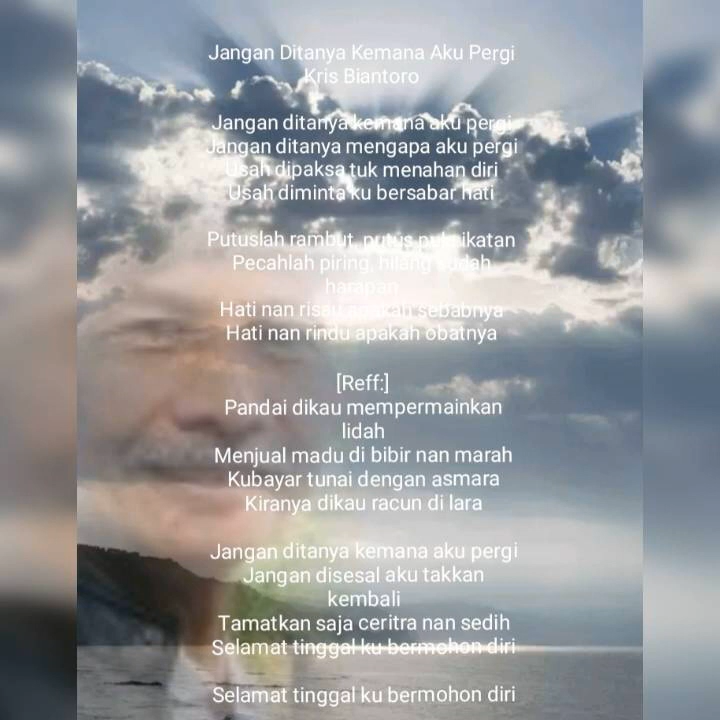 Jangan Ditanya Kemana Aku Pergi
Kris Biantoro
Jangan ditanya kemana aku pergi
Jangan ditanya mengapa aku pergi
Usah dipaksa tuk menahan diri
Usah diminta ku bersabar hati
Putuslah rambut, putus pula ikatan
Pecahlah piring, hilang sudah
harapan
Hati nan risau apakah sebabnya
Hati nan rindu apakah obatnya
[Reff:]
Pandai dikau mempermainkan
lidah
Menjual madu di bibir nan marah
Kubayar tunai dengan asmara
Kiranya dikau racun di lara
Jangan ditanya kemana aku pergi
Jangan disesal aku takkan
kembali
Tamatkan saja ceritra nan sedih
Selamat tinggal ku bermohon diri
Selamat tinggal ku bermohon diri